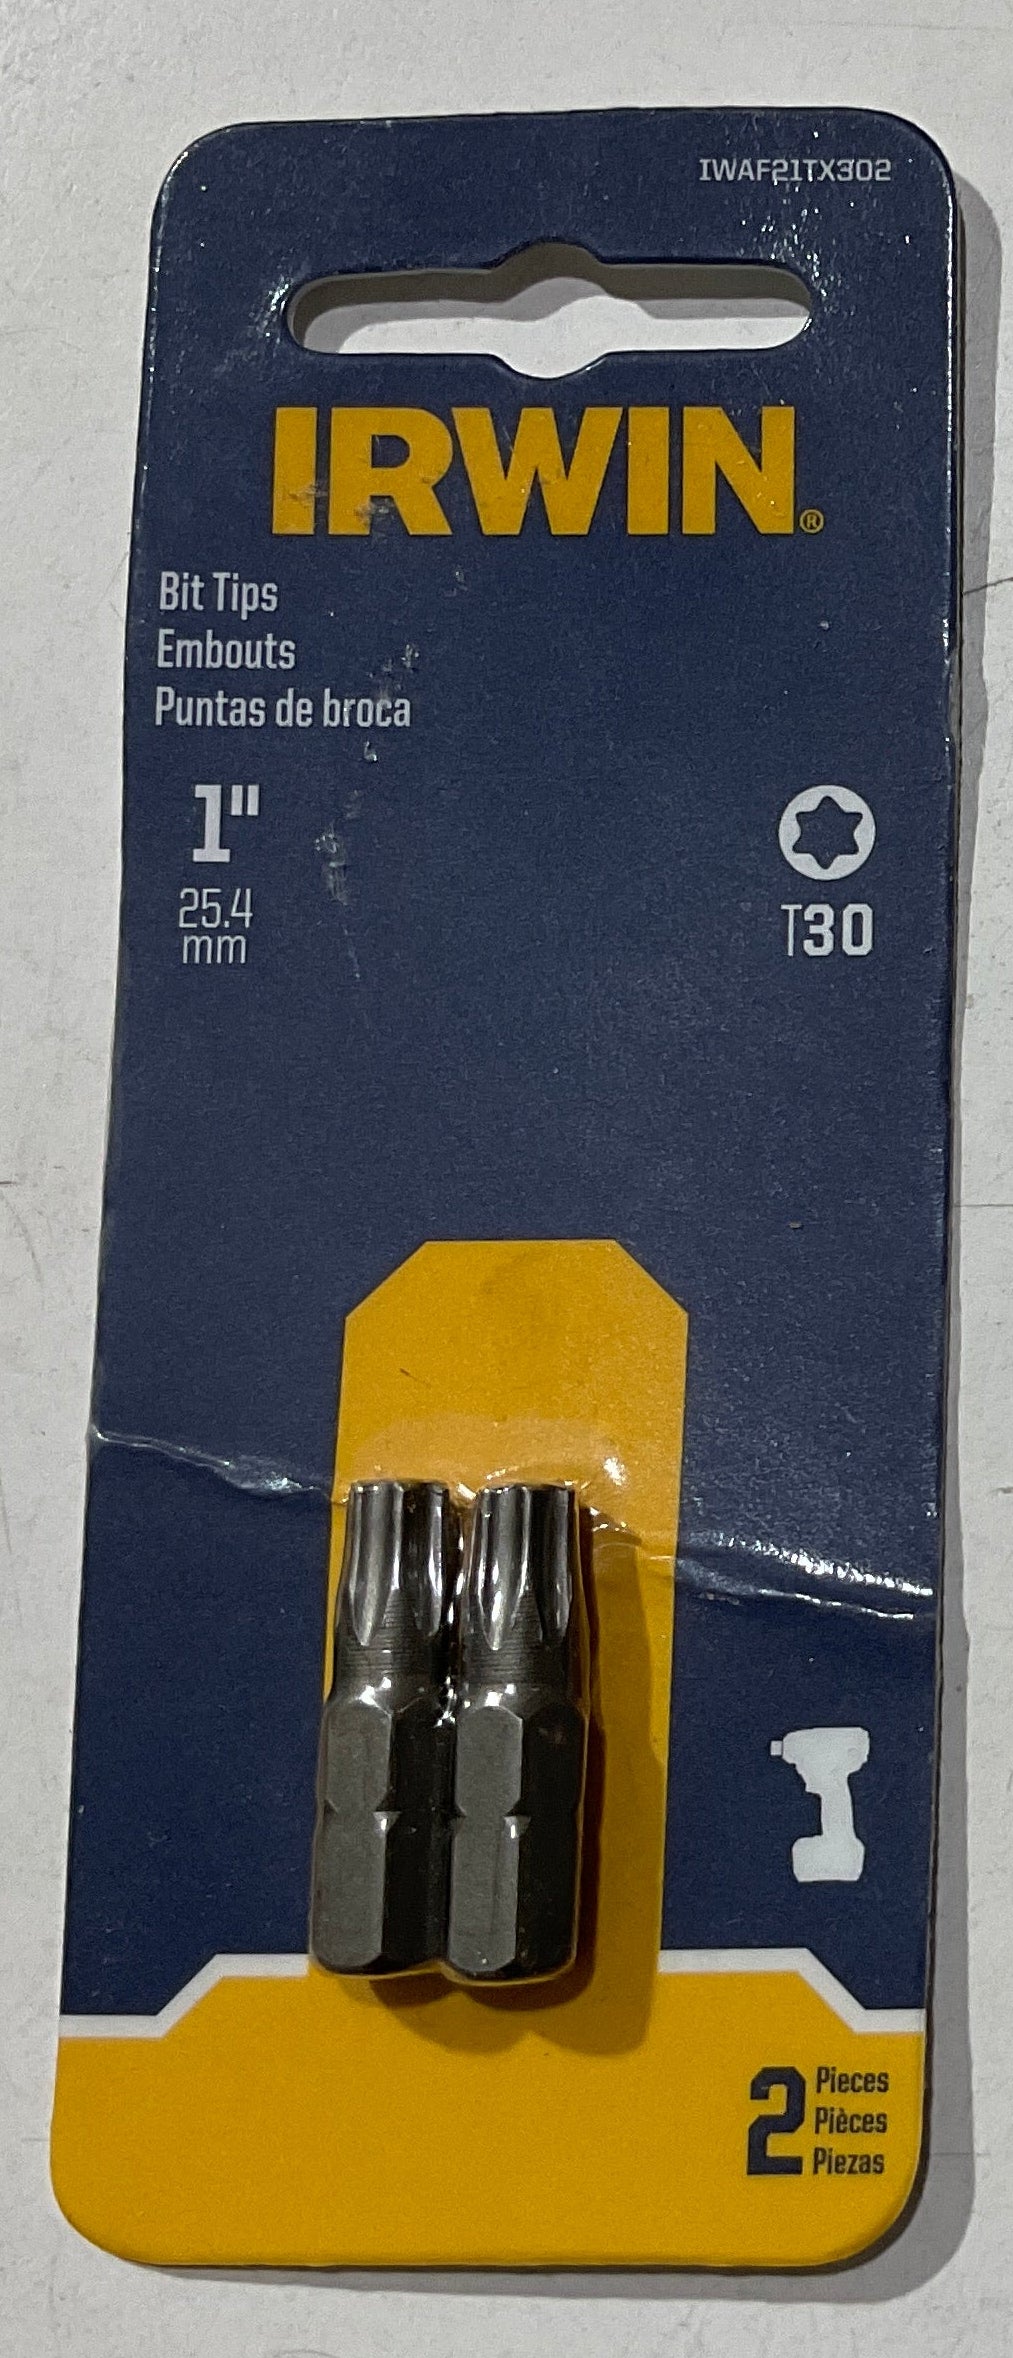 IWAF21TX302
IRWIN®
Bit Tips
Embouts
Puntas de broca
1"
25.4
mm
T30
2
Pieces
Pièces
Piezas